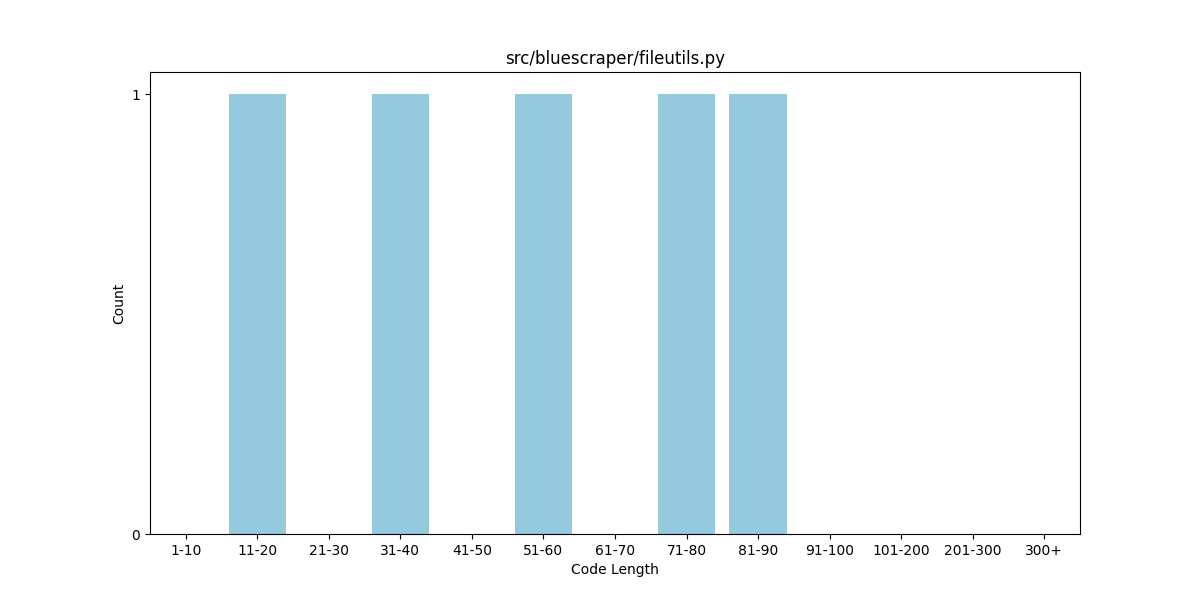 src/bluescraper/fileutils.py
1
Count
0
1-10 11-20 21-30 31-40 41-50 51-60 61-70 71-80 81-90 91-100 101-200 201-300 300+
Code Length